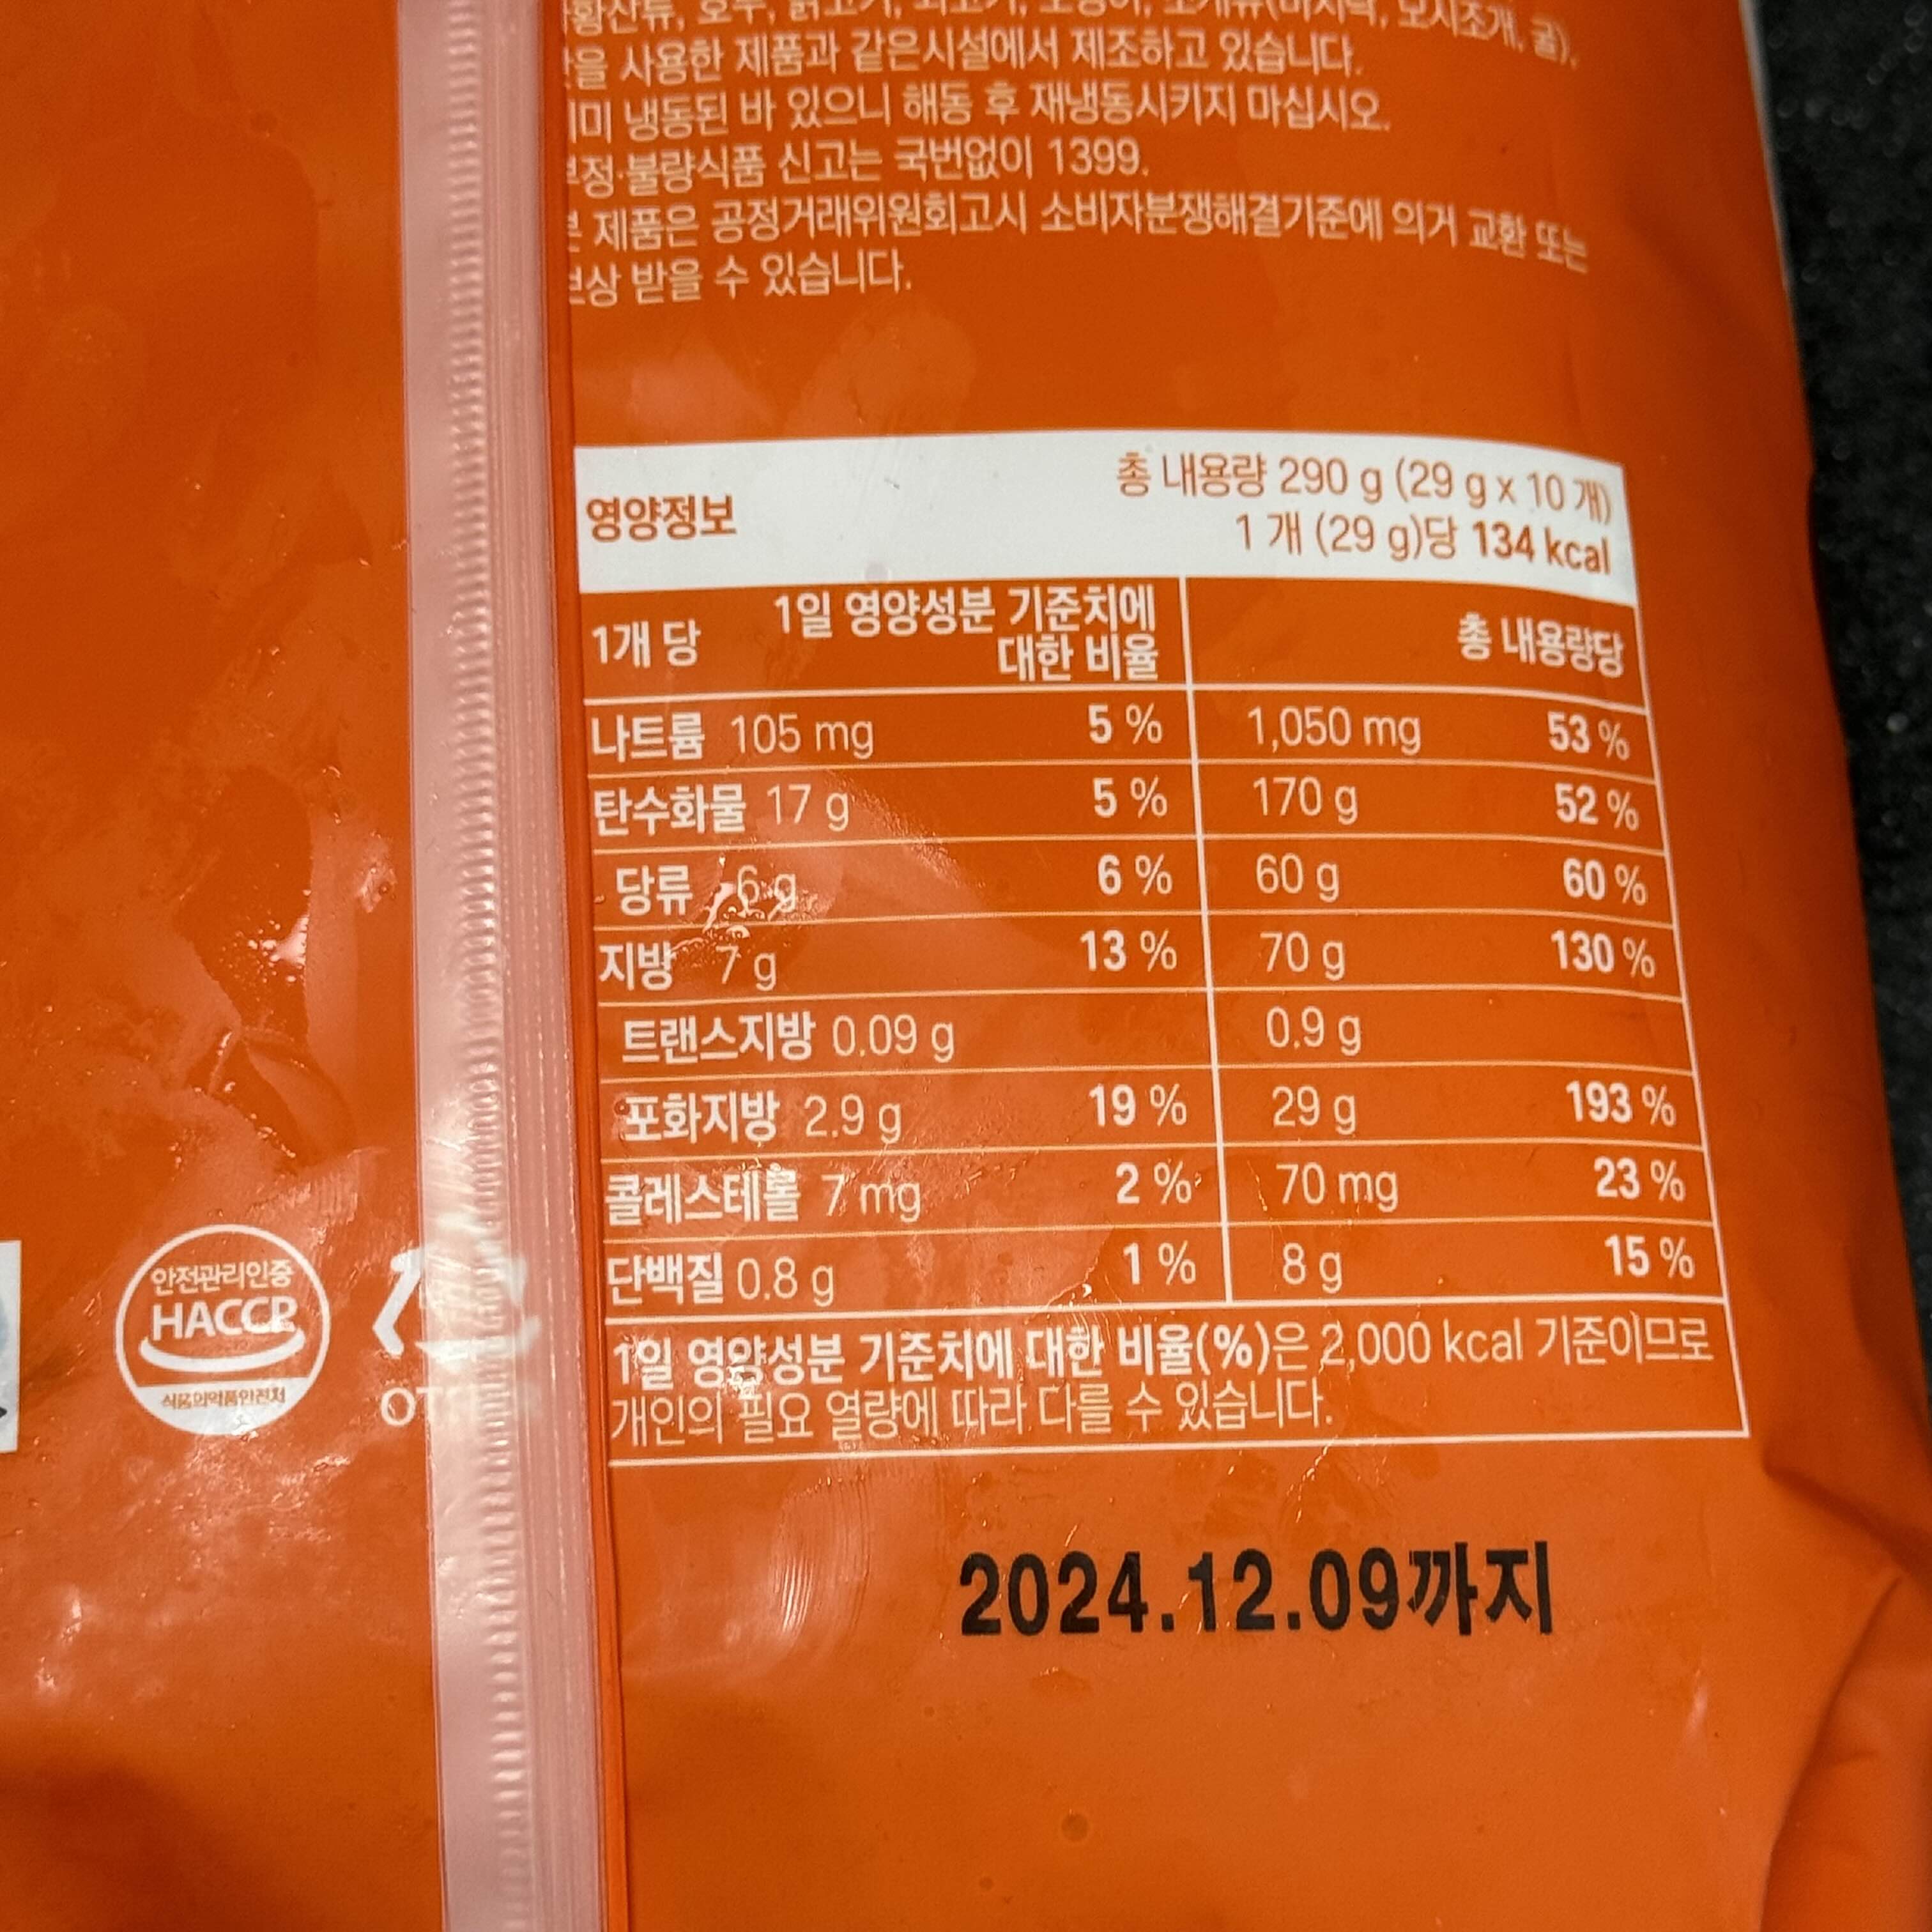 사용한 제품과 같은시설에서 제조하고 있습니다.
냉동된 바 있으니 해동 후 재냉동시키지 마십시오.
정·불량식품 신고는 국번없이 1399.
제품은 공정거래위원회고시 소비자분쟁해결기준에 의거 교환 또는
상 받을 수 있습니다.
영양정보
총 내용량 290 g (29 g x 10 개)
1 개 (29 g)당 134 kcal
1개 당 1일 영양성분 기준치에 대한 비율 총 내용량당
나트륨 105 mg 5 % 1,050 mg 53 %
탄수화물 17 g 5 % 170 g 52 %
당류 6 g 6 % 60 g 60 %
지방 7 g 13 % 70 g 130 %
트랜스지방 0.09 g 0.9 g
포화지방 2.9 g 19 % 29 g 193 %
콜레스테롤 7 mg 2 % 70 mg 23 %
단백질 0.8 g 1 % 8 g 15 %
1일 영양성분 기준치에 대한 비율(%)은 2,000 kcal 기준이므로
개인의 필요 열량에 따라 다를 수 있습니다.
안전관리인증
HACCP
식품의약품안전처
2024.12.09까지